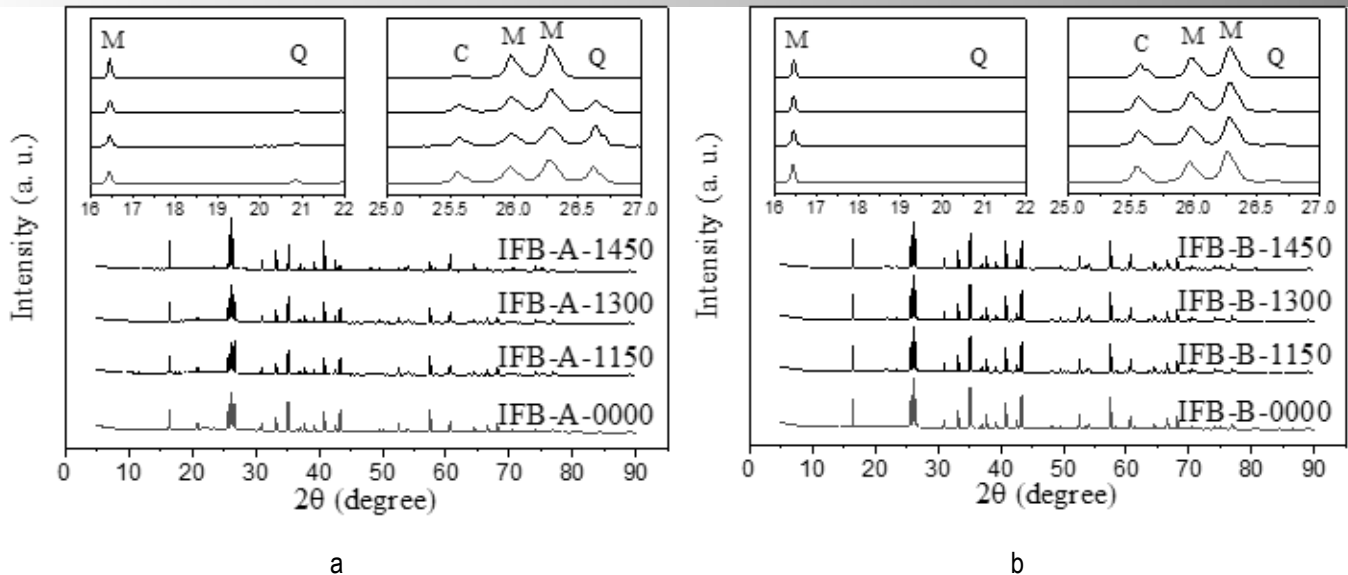 M
Q
16 17 18 19 20 21 22
C M M Q
25.0 25.5 26.0 26.5 27.0
Intensity (a. u.)
IFB-A-1450
IFB-A-1300
IFB-A-1150
IFB-A-0000
0 10 20 30 40 50 60 70 80 90
2θ (degree)
a
M
Q
16 17 18 19 20 21 22
C M M Q
25.0 25.5 26.0 26.5 27.0
Intensity (a. u.)
IFB-B-1450
IFB-B-1300
IFB-B-1150
IFB-B-0000
0 10 20 30 40 50 60 70 80 90
2θ (degree)
b